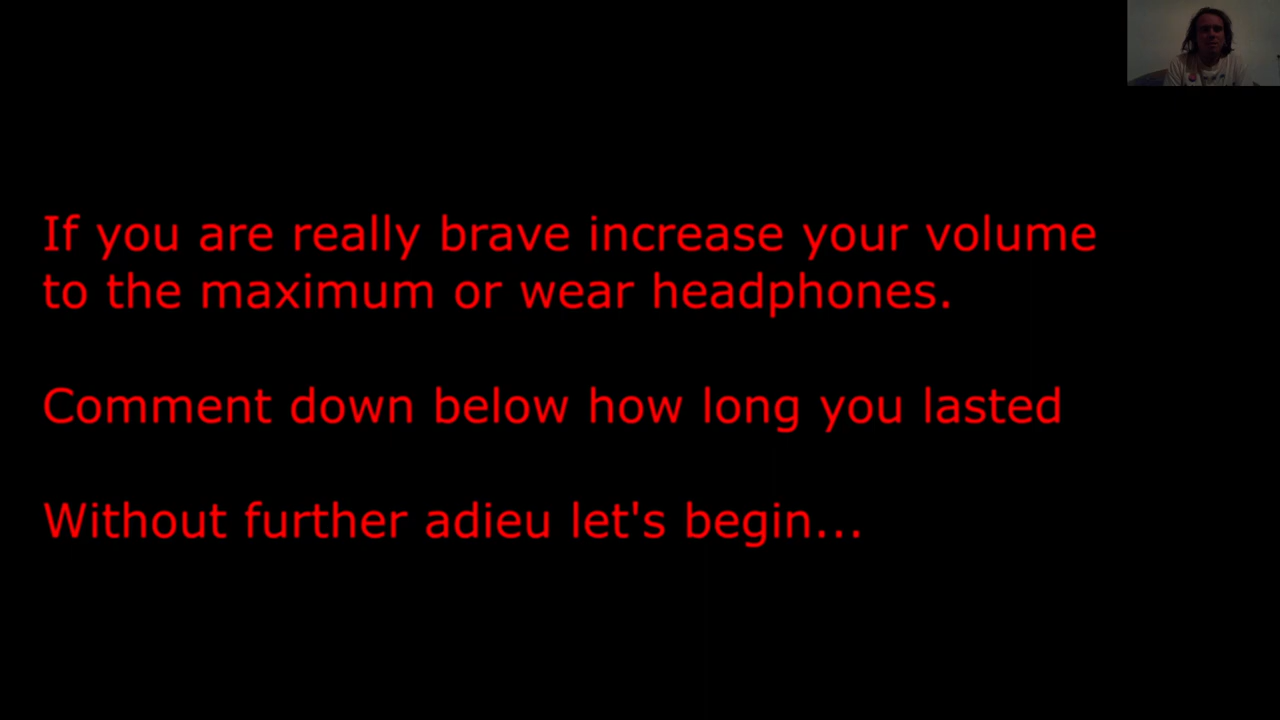 If you are really brave increase your volume
to the maximum or wear headphones.
Comment down below how long you lasted
Without further adieu let's begin...